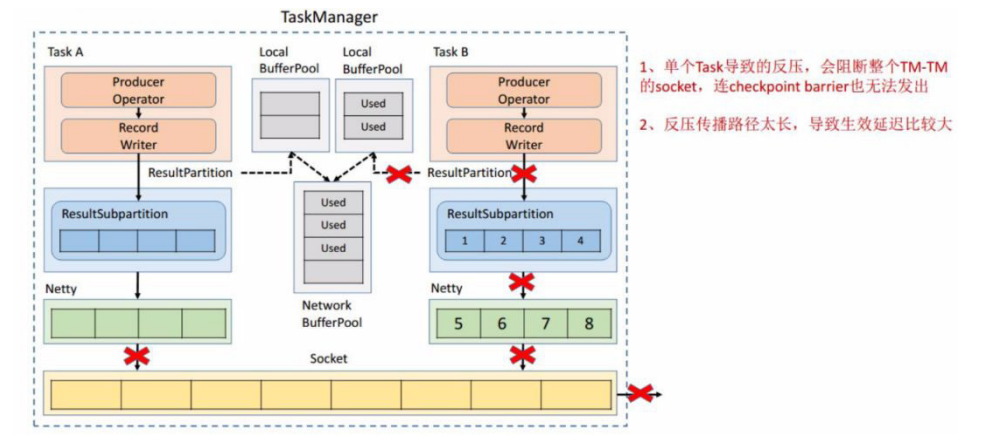 TaskManager
Task A
Local
BufferPool
Local
BufferPool
Task B
Producer
Operator
Record
Writer
Used
Used
Producer
Operator
Record
Writer
ResultPartition
ResultPartition
ResultSubpartition
Used
Used
Used
ResultSubpartition
1 2 3 4
Netty
Network
BufferPool
Netty
5 6 7 8
Socket
1、单个Task导致的反压，会阻断整个TM-TM
的socket，连checkpoint barrier也无法发出
2、反压传播路径太长，导致生效延迟比较大